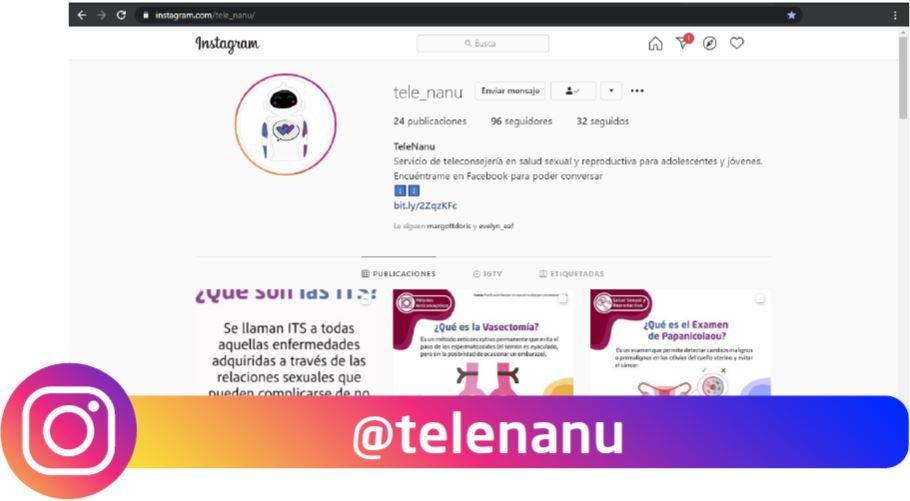 instagram.com/tele_nanu/
Instagram
Busca
1
tele_nanu
Enviar mensaje
24 publicaciones 96 seguidores 32 seguidos
TeleNanu
Servicio de teleconsejería en salud sexual y reproductiva para adolescentes y jóvenes.
Encuéntrame en Facebook para poder conversar
bit.ly/2ZqzKFc
Le siguen margottdoris y evelyn_eaf
PUBLICACIONES IGTV ETIQUETADAS
¿Qué son las ITS?
Se llaman ITS a todas
aquellas enfermedades
adquiridas a través de las
relaciones sexuales que
pueden complicarse de no
Métodos
Anticonceptivos
¿Qué es la Vasectomía?
Es un método anticonceptivo permanente que evita el
paso de los espermatozoides (el semen es eyaculado,
pero sin la posibilidad de ocasionar un embarazo).
Salud Sexual y
Reproductiva
¿Qué es el Examen
de Papanicolaou?
Es un examen que permite detectar cambios malignos
o premalignos en las células del cuello uterino y evitar
el cáncer.
@telenanu